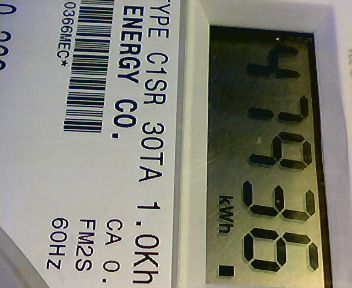 47936
kWh
TYPE C1SR 30TA 1.0Kh
ENERGY CO. CA 0.
FM2S
0366MEC* 60HZ